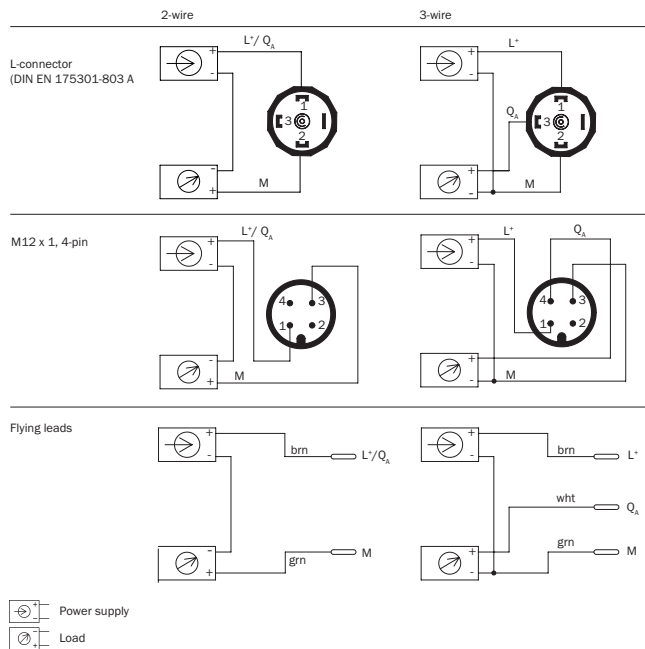 2-wire 3-wire
L-connector
(DIN EN 175301-803 A
+ L⁺/ Q_A
-
1
3
2
-
+ M
+ L⁺
-
1
Q_A 3
2
+
- M
M12 x 1, 4-pin
+ L⁺/ Q_A
-
4 3
1 2
-
+ M
+ L⁺ Q_A
-
4 3
1 2
+
- M
Flying leads
+ brn L⁺/Q_A
-
-
+ grn M
+ brn L⁺
-
wht Q_A
+ grn M
-
+
- Power supply
-
+ Load